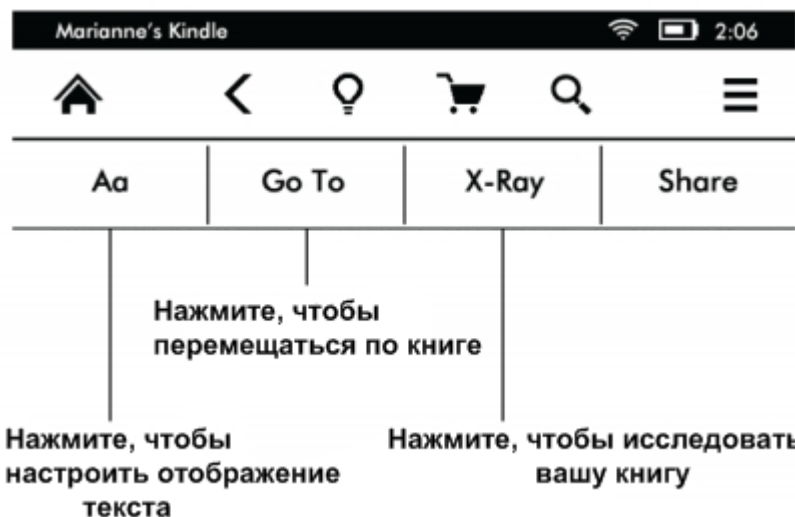 Marianne's Kindle 2:06
Aa Go To X-Ray Share
Нажмите, чтобы
перемещаться по книге
Нажмите, чтобы
настроить отображение
текста
Нажмите, чтобы исследовать
вашу книгу